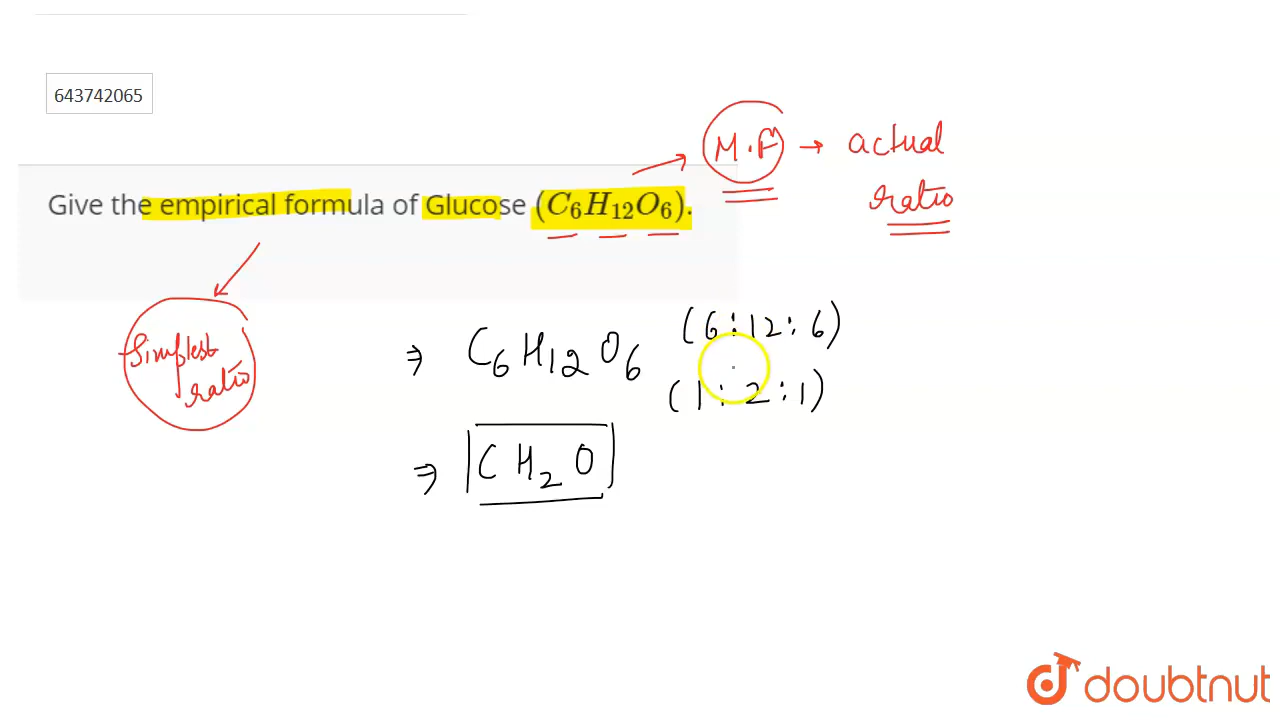 643742065
M.F → actual
ratio
Give the empirical formula of Glucose (C₆H₁₂O₆).
Simplest
ratio
⇒ C₆H₁₂O₆ (6:12:6)
(1:2:1)
⇒ CH₂O
doubtnut